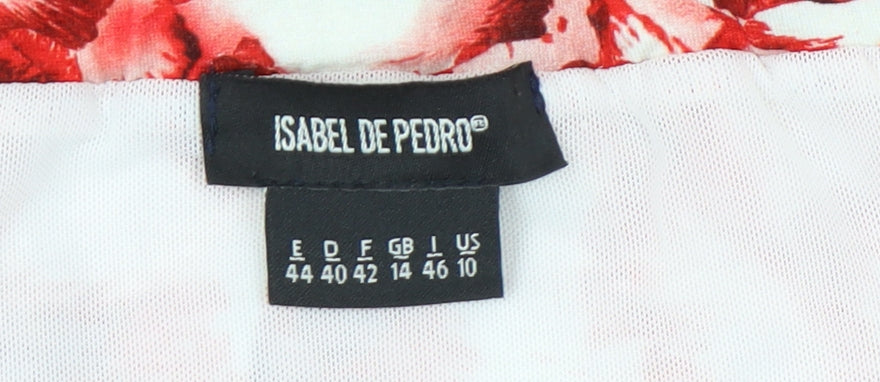 ISABEL DE PEDRO®
E D F GB I US
44 40 42 14 46 10